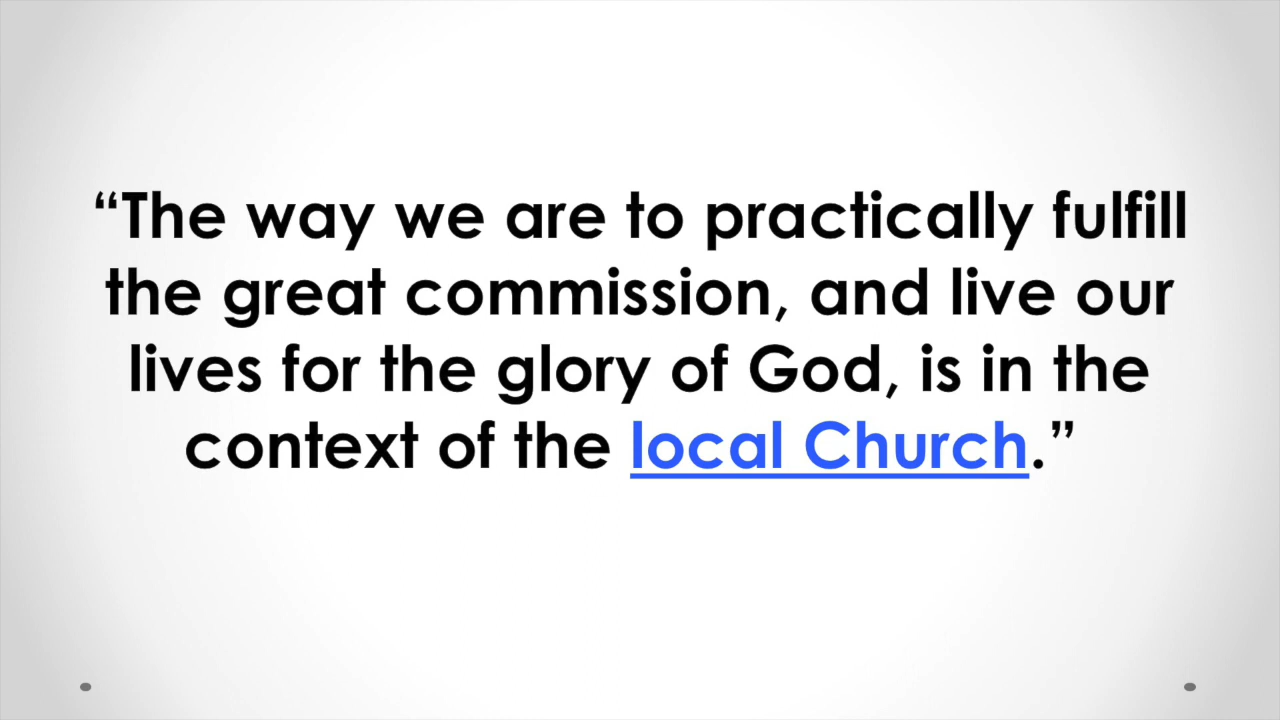 “The way we are to practically fulfill
the great commission, and live our
lives for the glory of God, is in the
context of the local Church.”